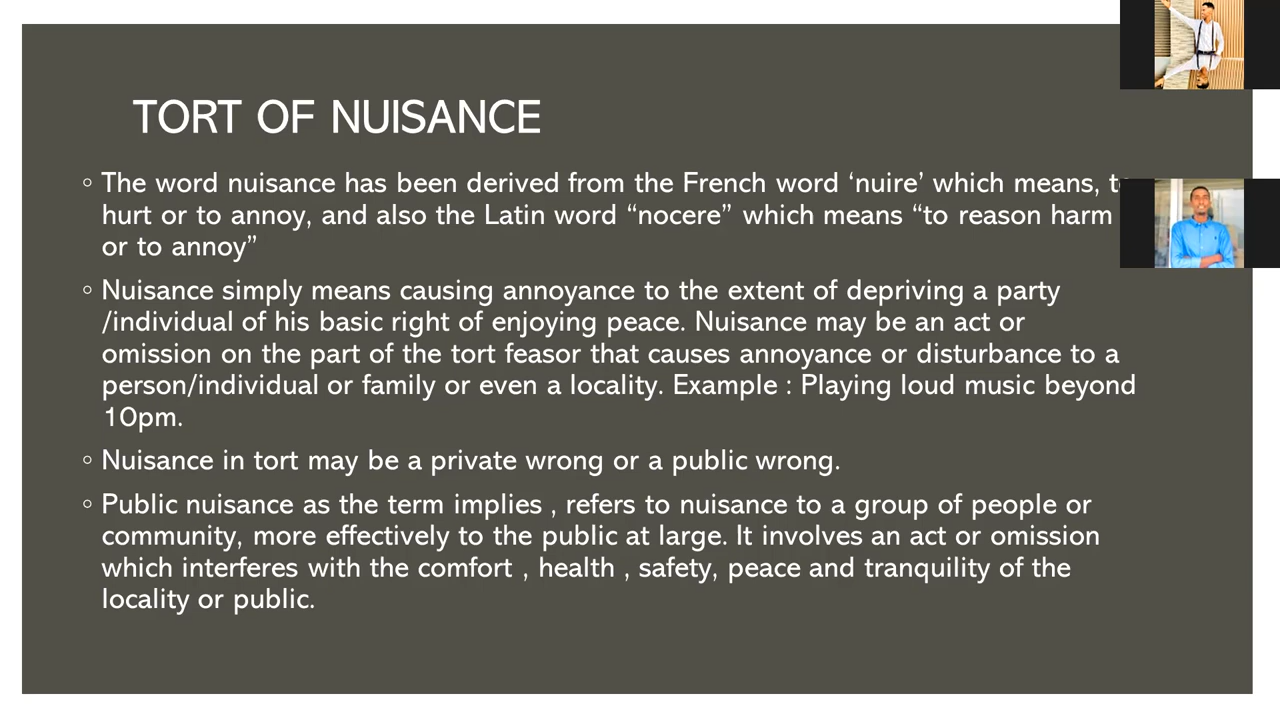 TORT OF NUISANCE
◦ The word nuisance has been derived from the French word ‘nuire’ which means,
hurt or to annoy, and also the Latin word “nocere” which means “to reason harm
or to annoy”
◦ Nuisance simply means causing annoyance to the extent of depriving a party
/individual of his basic right of enjoying peace. Nuisance may be an act or
omission on the part of the tort feasor that causes annoyance or disturbance to a
person/individual or family or even a locality. Example : Playing loud music beyond
10pm.
◦ Nuisance in tort may be a private wrong or a public wrong.
◦ Public nuisance as the term implies , refers to nuisance to a group of people or
community, more effectively to the public at large. It involves an act or omission
which interferes with the comfort , health , safety, peace and tranquility of the
locality or public.